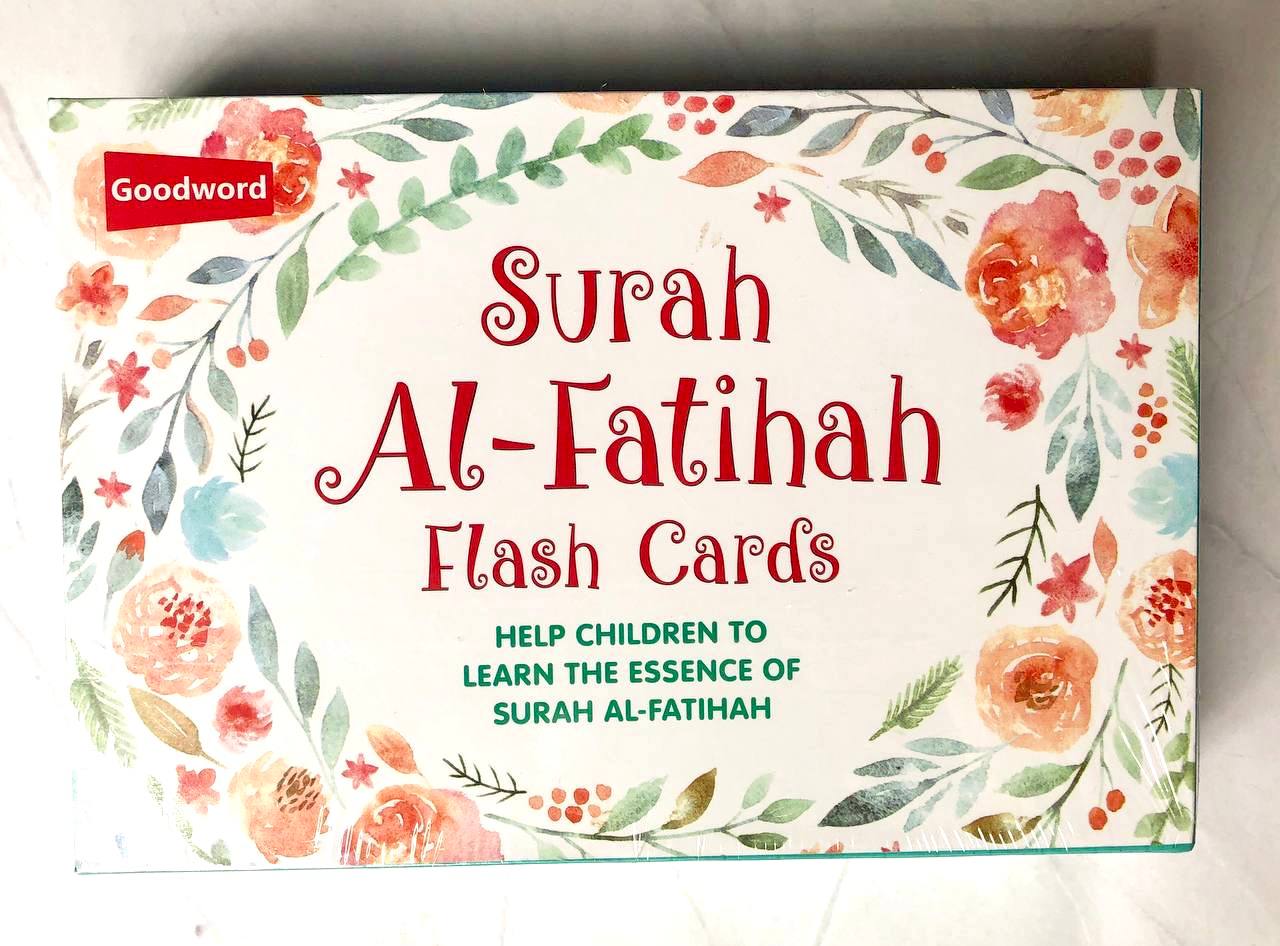 Goodword
Surah
Al-Fatihah
Flash Cards
HELP CHILDREN TO
LEARN THE ESSENCE OF
SURAH AL-FATIHAH